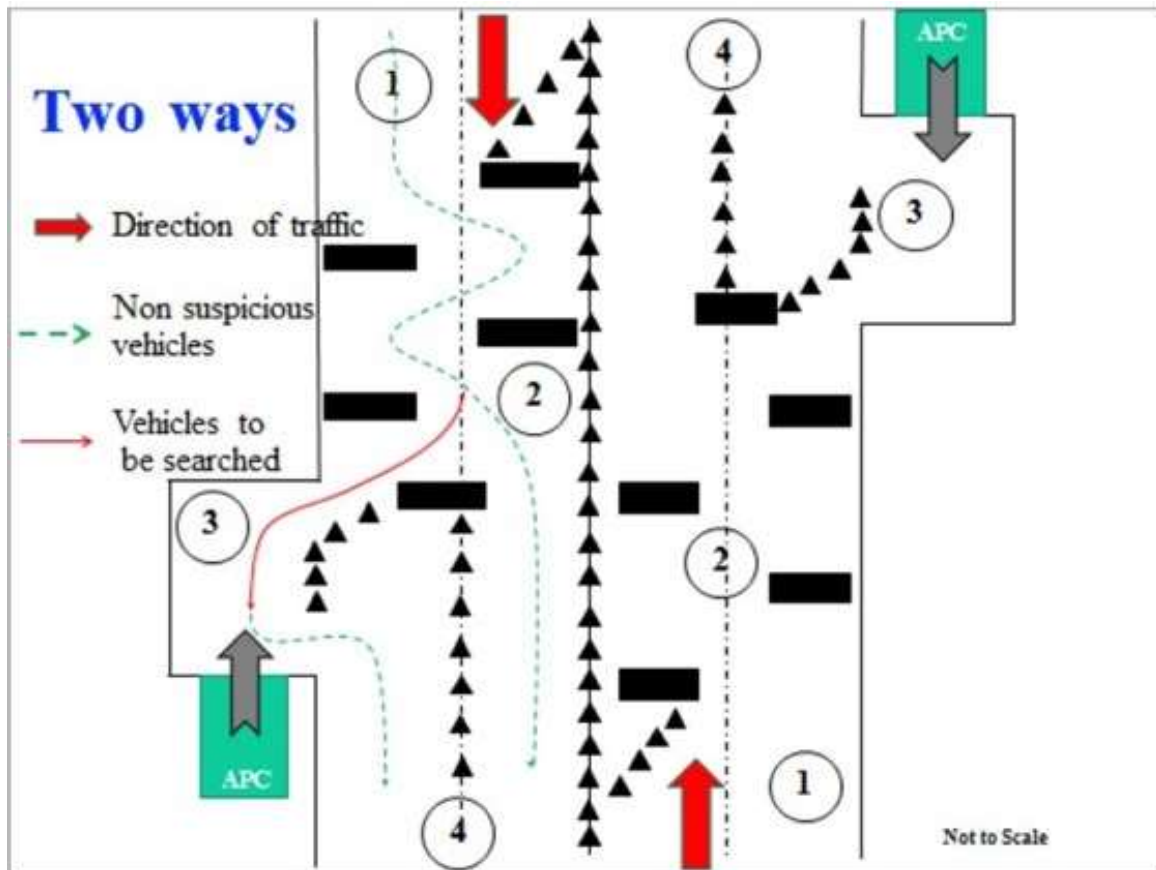 1
4
APC
Two ways
3
Direction of traffic
Non suspicious
vehicles
2
Vehicles to
be searched
3
2
APC
1
4
Not to Scale